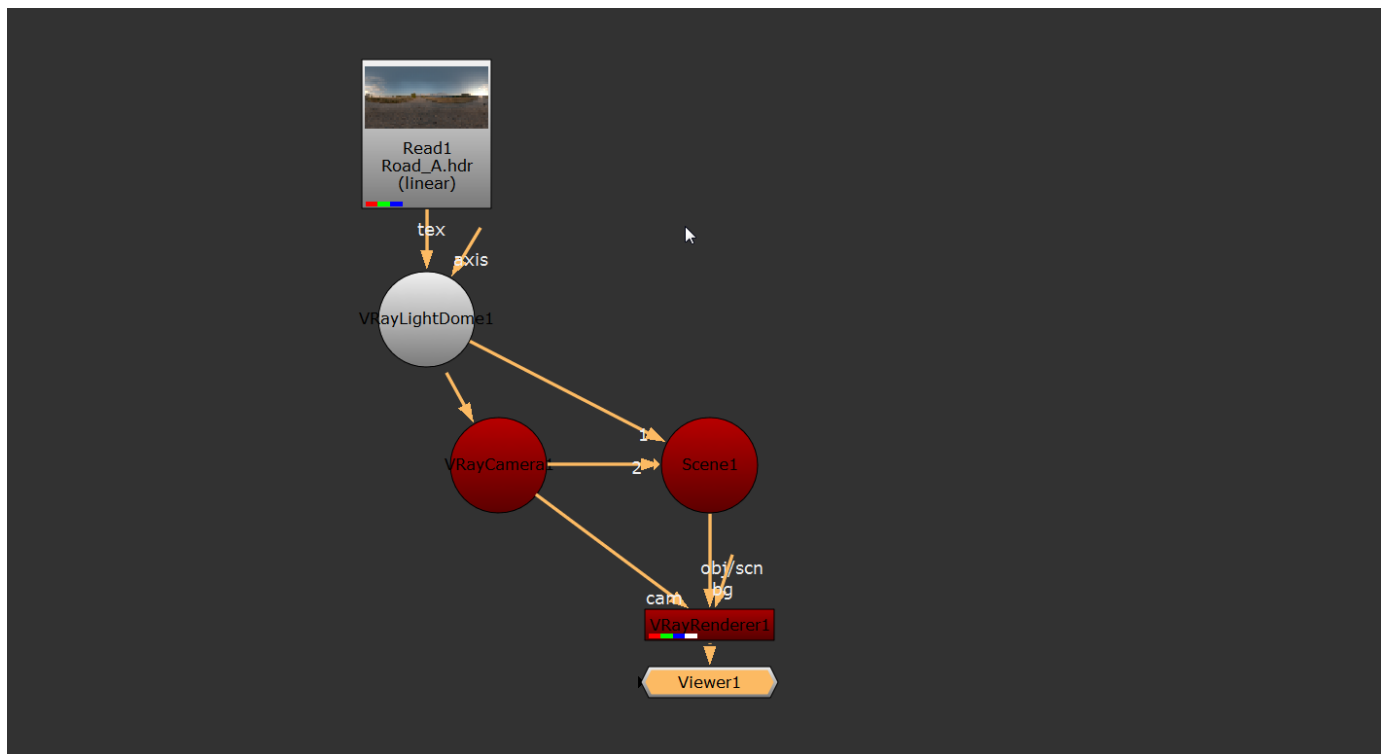 Read1
Road_A.hdr
(linear)
tex
axis
VRayLightDome1
1
VRayCamera1
2
Scene1
obj/scn
bg
cam
VRayRenderer1
Viewer1